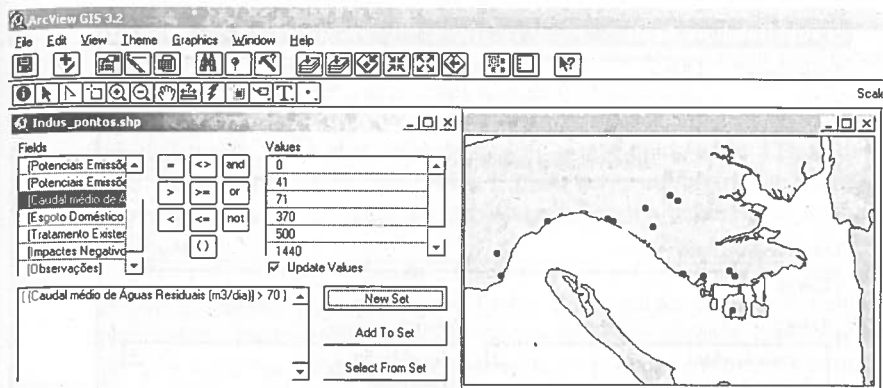 ArcView GIS 3.2
File Edit View Theme Graphics Window Help
Scale
Indus_pontos.shp
Fields
Values
[Potenciais Emissõe
[Potenciais Emissõe
[Caudal médio de A
[Esgoto Doméstico
[Tratamento Exister
[Impactes Negativo
[Observações]
= <> and
> >= or
< <= not
( )
0
41
71
370
500
1440
Update Values
( [Caudal médio de Águas Residuais (m3/dia)] > 70 )
New Set
Add To Set
Select From Set